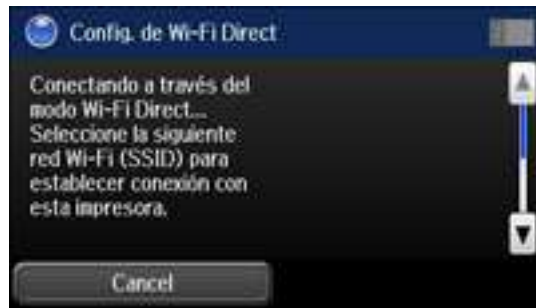 Config. de Wi-Fi Direct
Conectando a través del
modo Wi-Fi Direct...
Seleccione la siguiente
red Wi-Fi (SSID) para
establecer conexión con
esta impresora.
Cancel